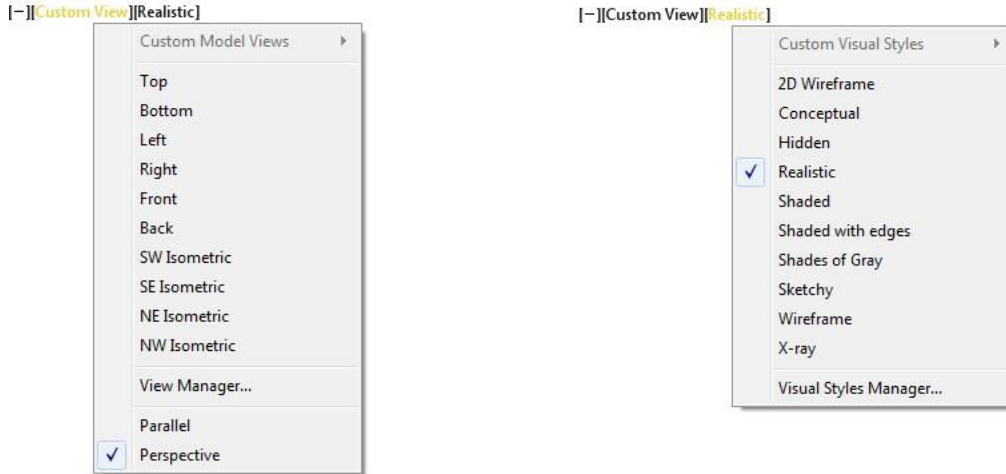 [−][Custom View][Realistic]
Custom Model Views
Top
Bottom
Left
Right
Front
Back
SW Isometric
SE Isometric
NE Isometric
NW Isometric
View Manager...
Parallel
Perspective
[−][Custom View][Realistic]
Custom Visual Styles
2D Wireframe
Conceptual
Hidden
Realistic
Shaded
Shaded with edges
Shades of Gray
Sketchy
Wireframe
X-ray
Visual Styles Manager...